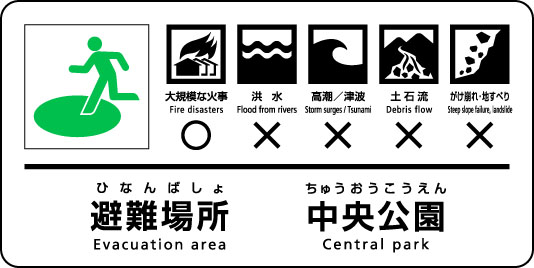 大規模な火事
Fire disasters
○
洪水
Flood from rivers
×
高潮／津波
Storm surges / Tsunami
×
土石流
Debris flow
×
がけ崩れ・地すべり
Steep slope failure, landslide
×
ひなんばしょ
避難場所
Evacuation area
ちゅうおうこうえん
中央公園
Central park